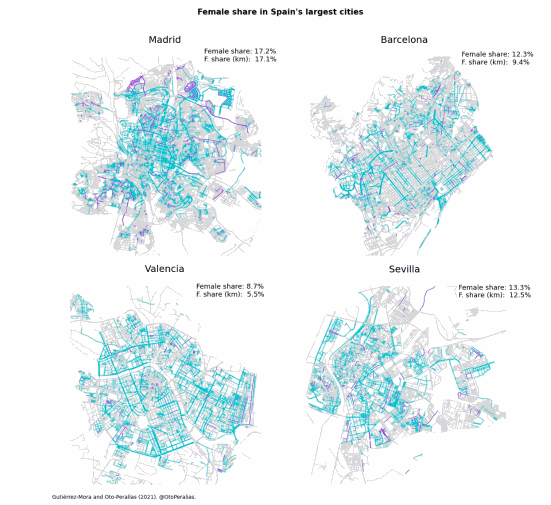 Female share in Spain's largest cities
Madrid
Female share: 17.2%
F. share (km): 17.1%
Barcelona
Female share: 12.3%
F. share (km): 9.4%
Valencia
Female share: 8.7%
F. share (km): 5.5%
Sevilla
Female share: 13.3%
F. share (km): 12.5%
Gutiérrez-Mora and Oto-Peralías (2021). @OtoPeralias.